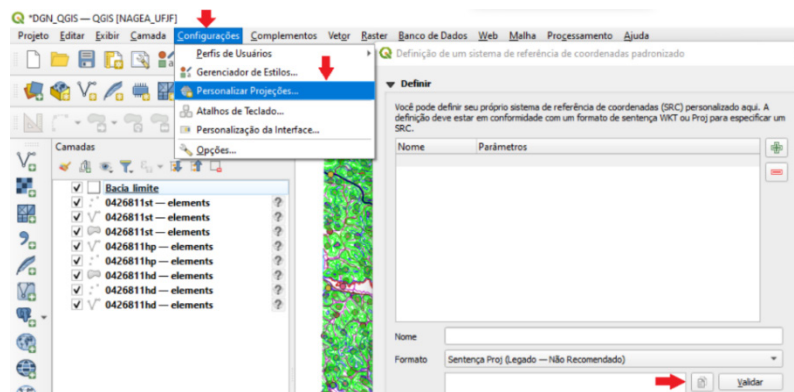 *DGN_QGIS — QGIS [NAGEA_UFJF]
Projeto Editar Exibir Camada Configurações Complementos Vetor Raster Banco de Dados Web Malha Processamento Ajuda
Perfis de Usuários
Gerenciador de Estilos...
Personalizar Projeções...
Atalhos de Teclado...
Personalização da Interface...
Opções...
Camadas
Bacia limite
0426811st — elements
0426811st — elements
0426811st — elements
0426811hp — elements
0426811hd — elements
0426811hd — elements
0426811hd — elements
Definição de um sistema de referência de coordenadas padronizado
Definir
Você pode definir seu próprio sistema de referência de coordenadas (SRC) personalizado aqui. A
definição deve estar em conformidade com um formato de sentença WKT ou Proj para especificar um
SRC.
Nome Parâmetros
Nome
Formato Sentença Proj (Legado — Não Recomendado)
Validar